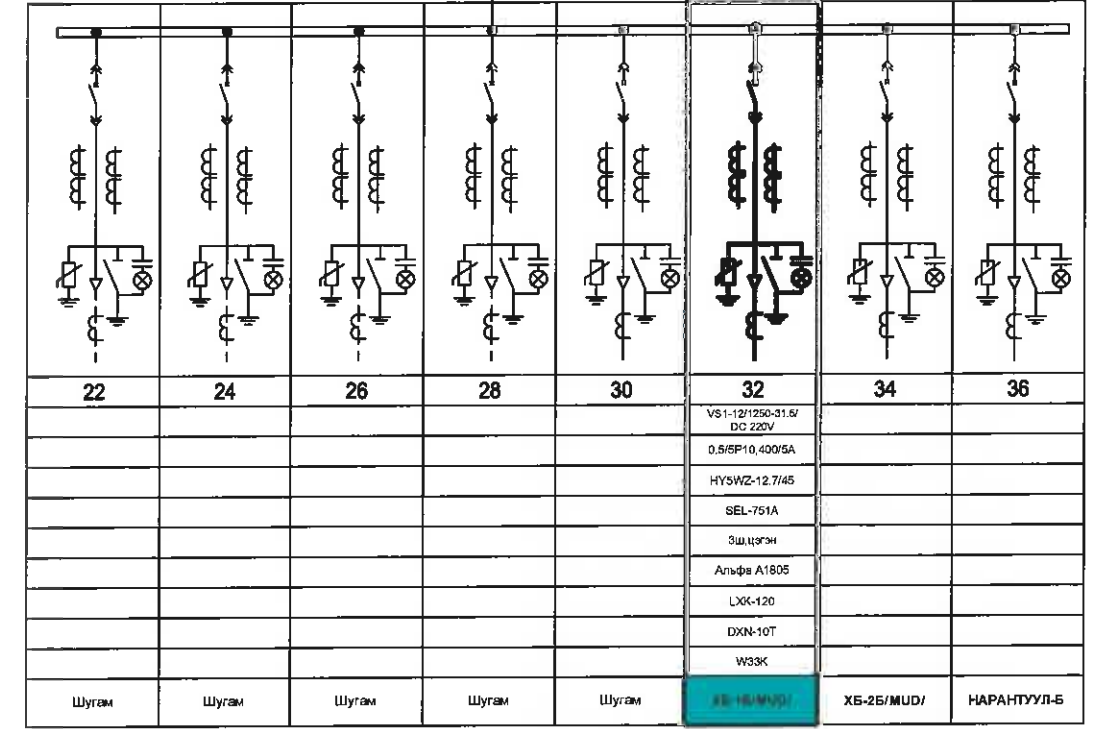 22 24 26 28 30 32 34 36
VS1-12/1250-31.5/
DC 220V
0,5/5P10,400/5A
HY5WZ-12.7/45
SEL-751A
3ш,цэгэн
Альфа А1805
LXK-120
DXN-10T
W33K
Шугам Шугам Шугам Шугам Шугам ХБ-2Б/MUD/ НАРАНТУУЛ-Б